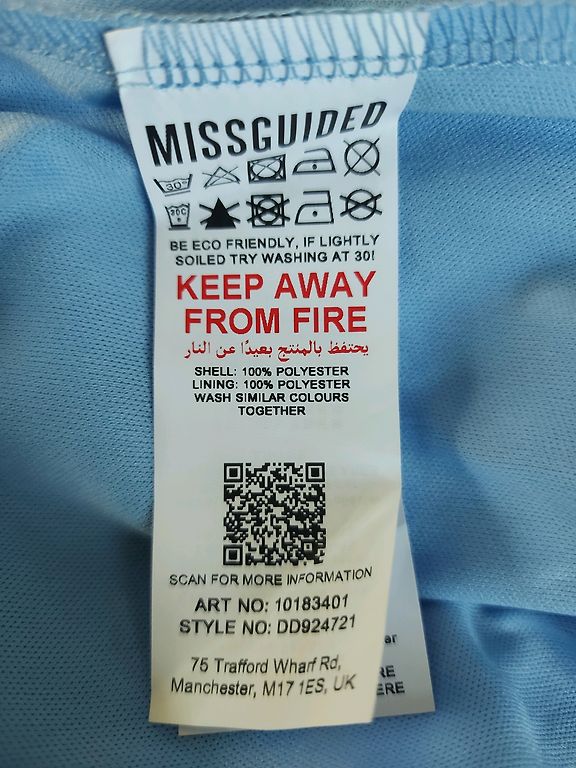 MISSGUIDED
30°
30C
BE ECO FRIENDLY, IF LIGHTLY
SOILED TRY WASHING AT 30!
KEEP AWAY
FROM FIRE
يحتفظ بالمنتج بعيدًا عن النار
SHELL: 100% POLYESTER
LINING: 100% POLYESTER
WASH SIMILAR COLOURS
TOGETHER
SCAN FOR MORE INFORMATION
ART NO: 10183401
STYLE NO: DD924721
75 Trafford Wharf Rd,
Manchester, M17 1ES, UK